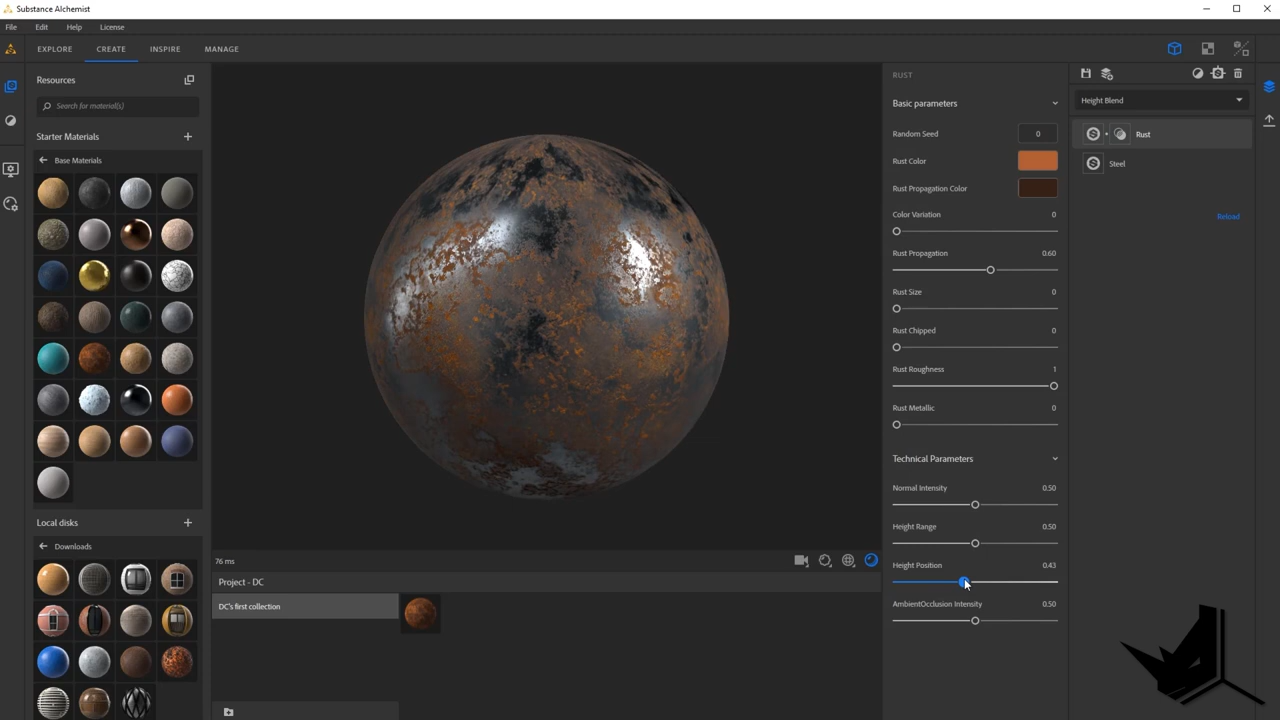 Substance Alchemist
File Edit Help License
EXPLORE CREATE INSPIRE MANAGE
Resources
Search for material(s)
Starter Materials
Base Materials
Local disks
Downloads
76 ms
Project - DC
DC's first collection
RUST
Basic parameters
Random Seed 0
Rust Color
Rust Propagation Color
Color Variation 0
Rust Propagation 0.60
Rust Size 0
Rust Chipped 0
Rust Roughness 1
Rust Metallic 0
Technical Parameters
Normal Intensity 0.50
Height Range 0.50
Height Position 0.43
AmbientOcclusion Intensity 0.50
Height Blend
Rust
Steel
Reload